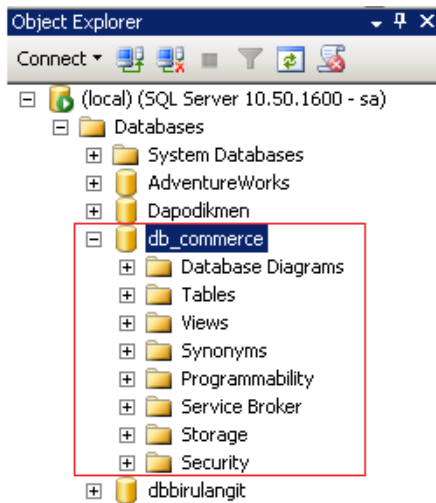 Object Explorer
Connect
(local) (SQL Server 10.50.1600 - sa)
Databases
System Databases
AdventureWorks
Dapodikmen
db_commerce
Database Diagrams
Tables
Views
Synonyms
Programmability
Service Broker
Storage
Security
dbbirulangit